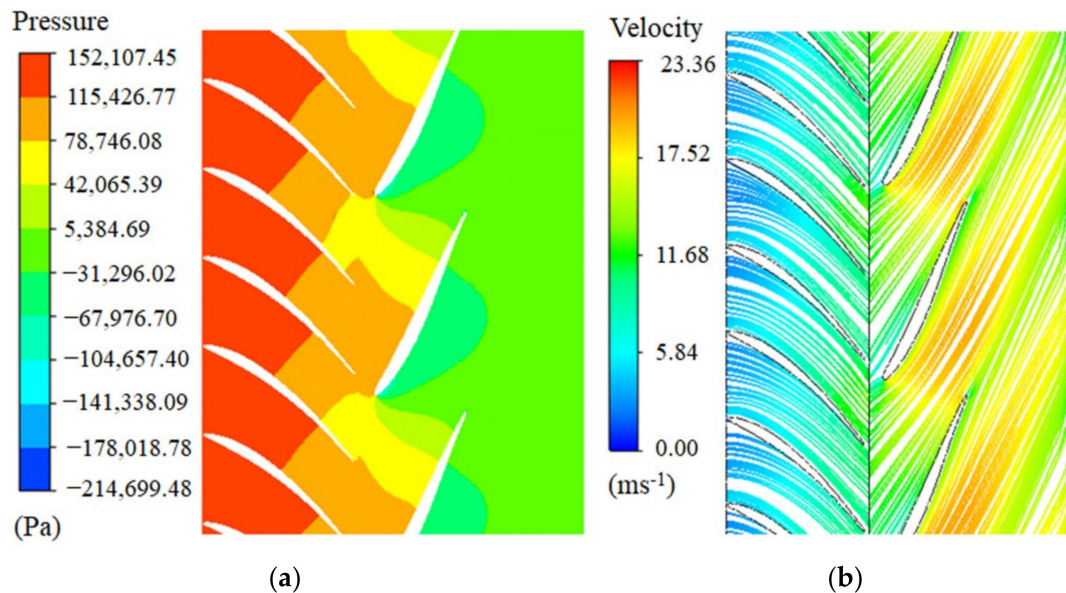 Pressure
152,107.45
115,426.77
78,746.08
42,065.39
5,384.69
−31,296.02
−67,976.70
−104,657.40
−141,338.09
−178,018.78
−214,699.48
(Pa)
(a)
Velocity
23.36
17.52
11.68
5.84
0.00
(ms⁻¹)
(b)